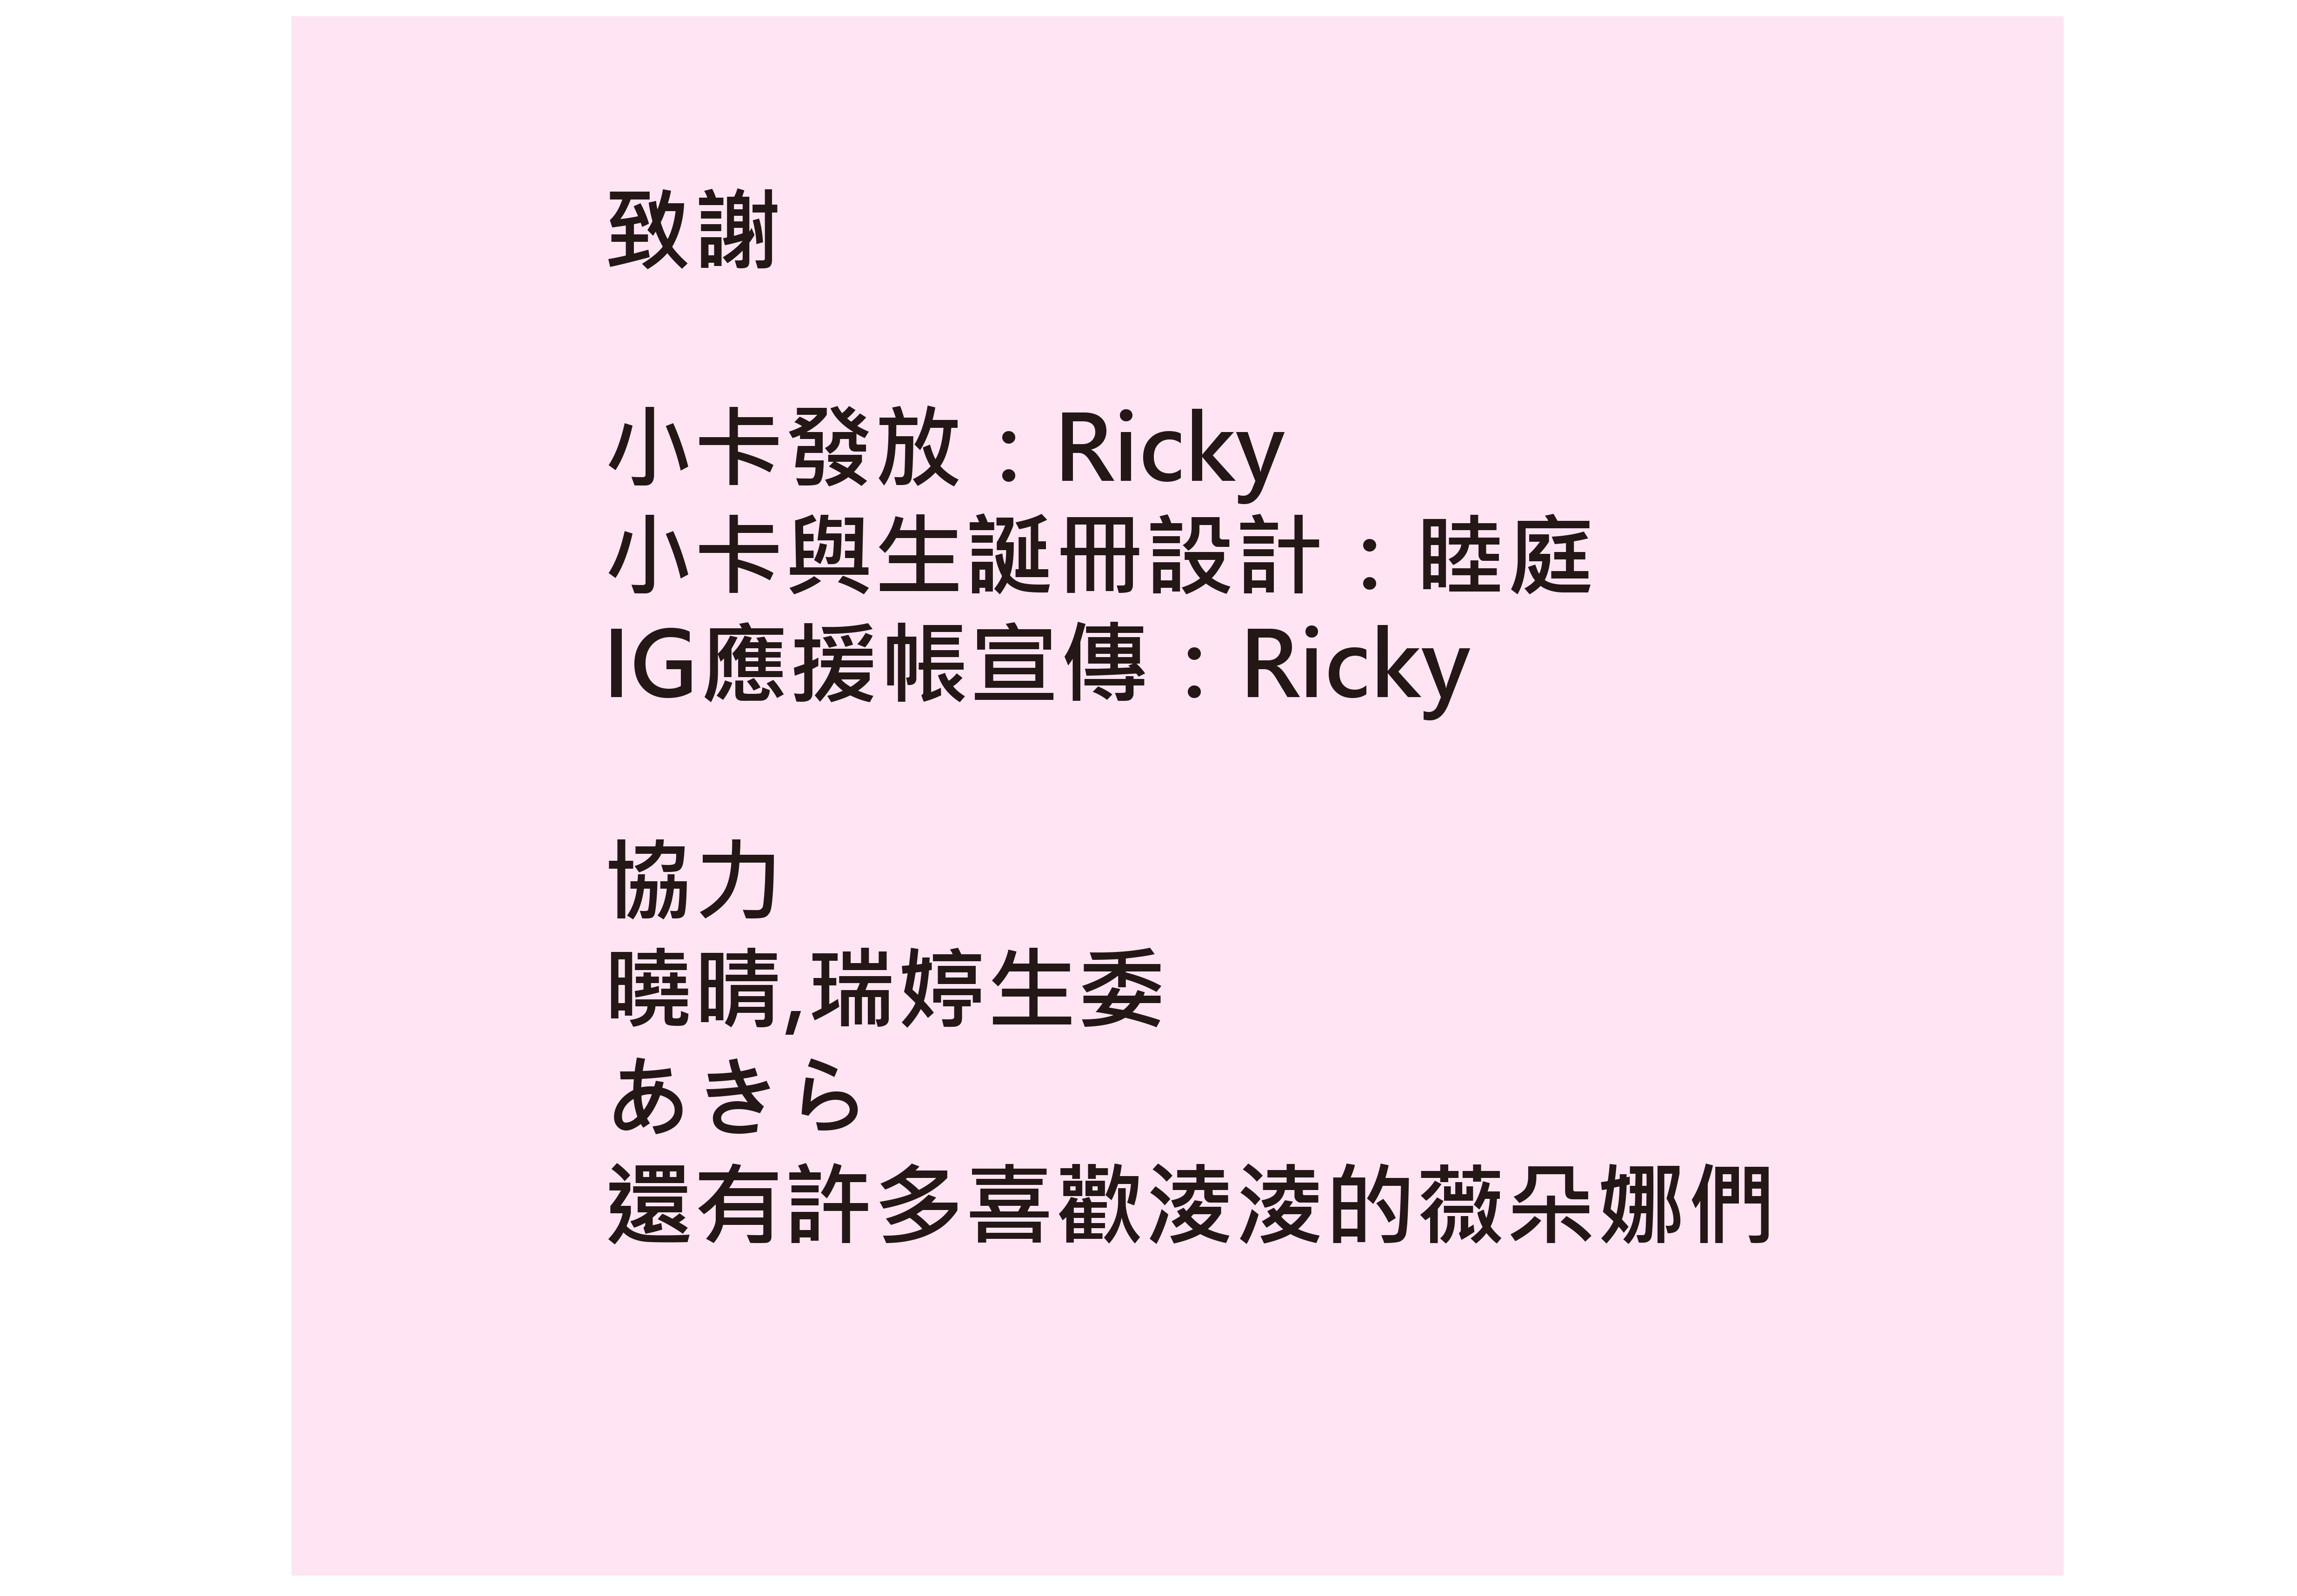 致謝
小卡發放：Ricky
小卡與生誕冊設計：睦庭
IG應援帳宣傳：Ricky
協力
曉晴,瑞婷生委
あきら
還有許多喜歡淩淩的薇朵娜們